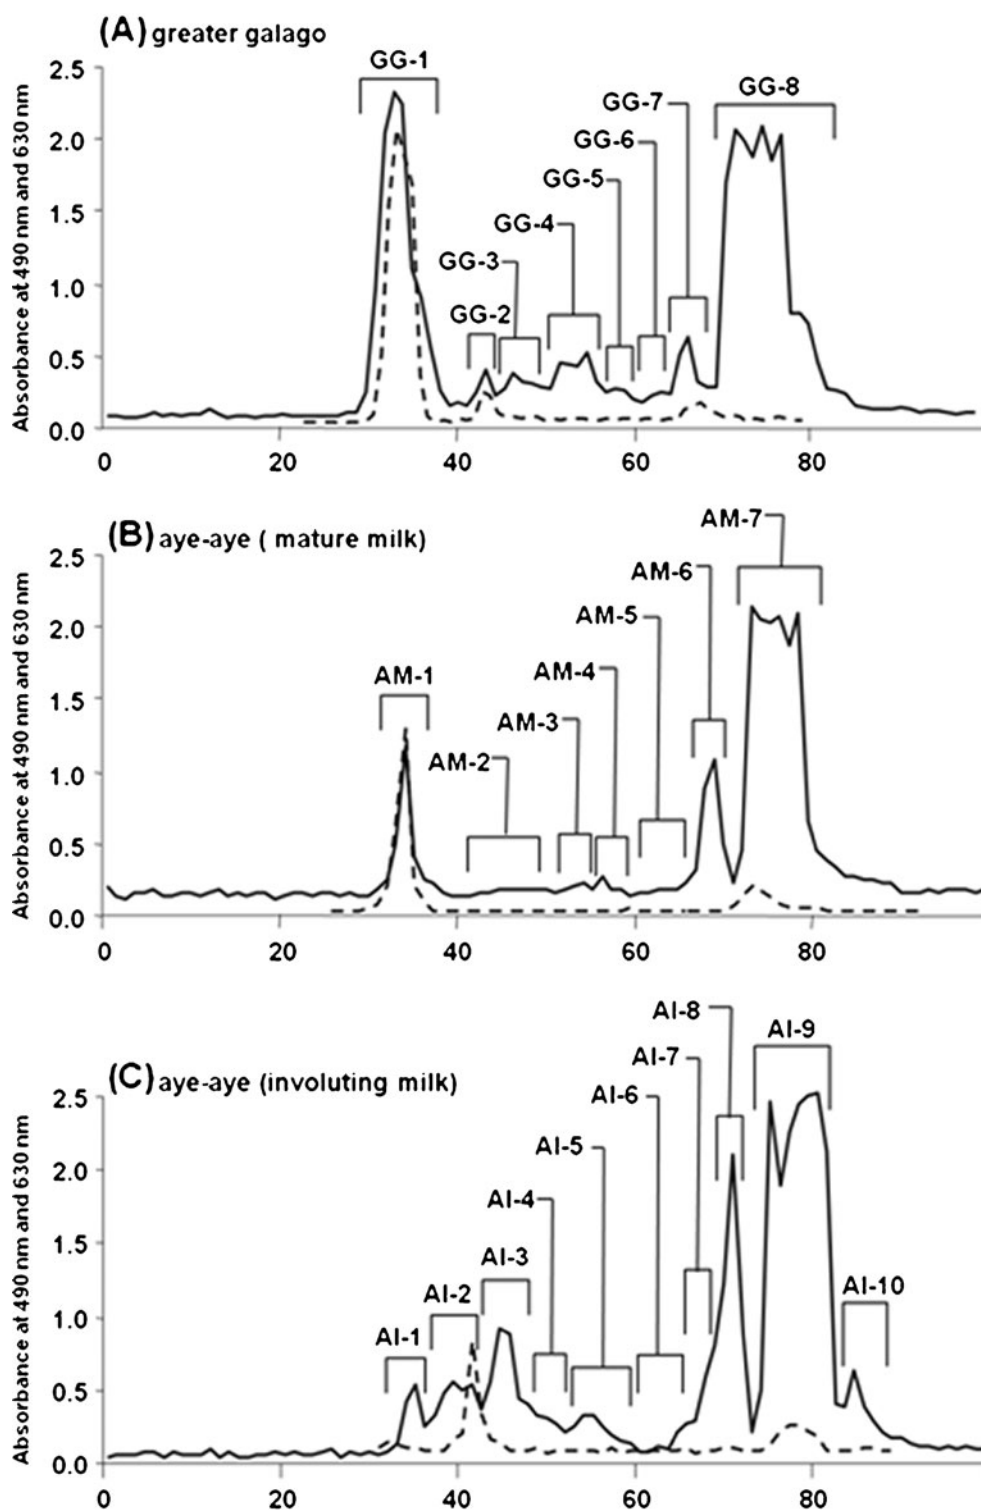 (A) greater galago
Absorbance at 490 nm and 630 nm
2.5
2.0
1.5
1.0
0.5
0.0
GG-1
GG-2
GG-3
GG-4
GG-5
GG-6
GG-7
GG-8
0 20 40 60 80
(B) aye-aye ( mature milk)
Absorbance at 490 nm and 630 nm
2.5
2.0
1.5
1.0
0.5
0.0
AM-1
AM-2
AM-3
AM-4
AM-5
AM-6
AM-7
0 20 40 60 80
(C) aye-aye (involuting milk)
Absorbance at 490 nm and 630 nm
2.5
2.0
1.5
1.0
0.5
0.0
AI-1
AI-2
AI-3
AI-4
AI-5
AI-6
AI-7
AI-8
AI-9
AI-10
0 20 40 60 80